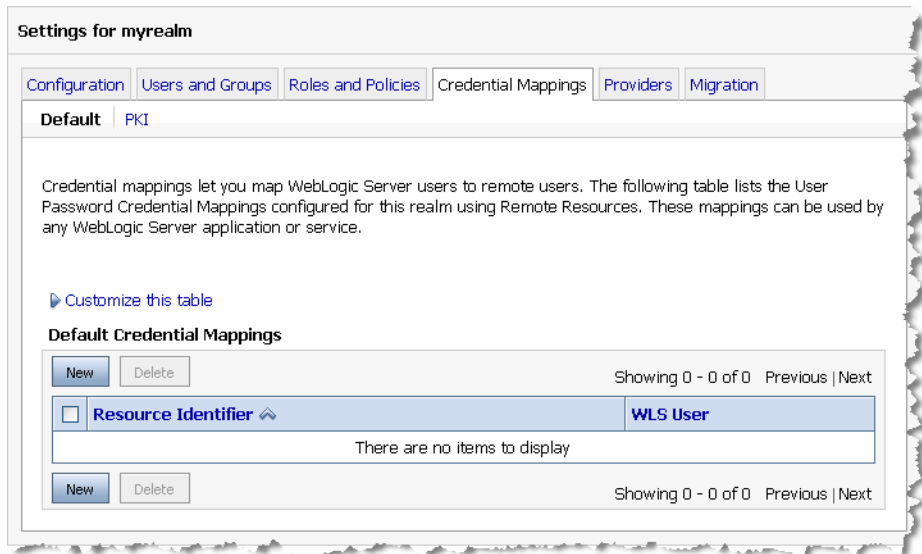 Settings for myrealm
Configuration Users and Groups Roles and Policies Credential Mappings Providers Migration
Default PKI
Credential mappings let you map WebLogic Server users to remote users. The following table lists the User
Password Credential Mappings configured for this realm using Remote Resources. These mappings can be used by
any WebLogic Server application or service.
Customize this table
Default Credential Mappings
New Delete Showing 0 - 0 of 0 Previous | Next
Resource Identifier WLS User
There are no items to display
New Delete Showing 0 - 0 of 0 Previous | Next